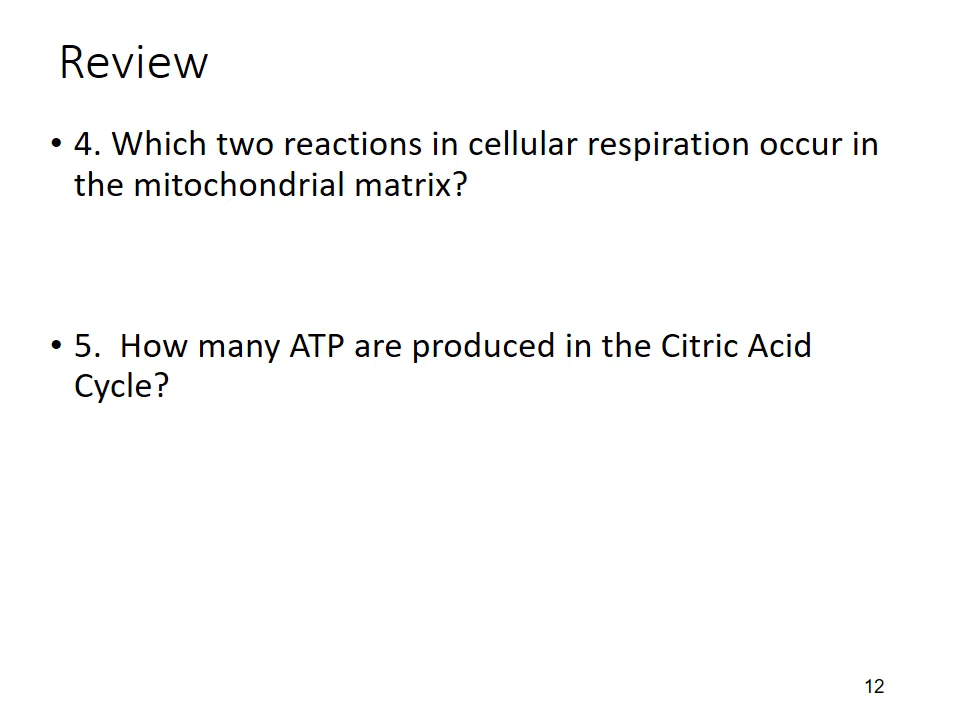 Review
• 4. Which two reactions in cellular respiration occur in
the mitochondrial matrix?
• 5.  How many ATP are produced in the Citric Acid
Cycle?
12